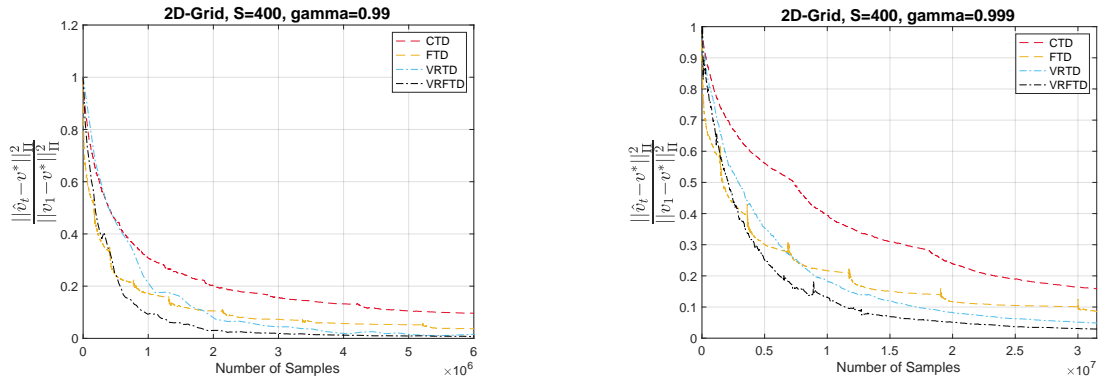 2D-Grid, S=400, gamma=0.99
1.2
1
0.8
0.6
0.4
0.2
0
||v̂_t−v*||²_Π
||v_1−v*||²_Π
CTD
FTD
VRTD
VRFTD
0 1 2 3 4 5 6
Number of Samples
×10^6
2D-Grid, S=400, gamma=0.999
1
0.9
0.8
0.7
0.6
0.5
0.4
0.3
0.2
0.1
0
||v̂_t−v*||²_Π
||v_1−v*||²_Π
CTD
FTD
VRTD
VRFTD
0 0.5 1 1.5 2 2.5 3
Number of Samples
×10^7